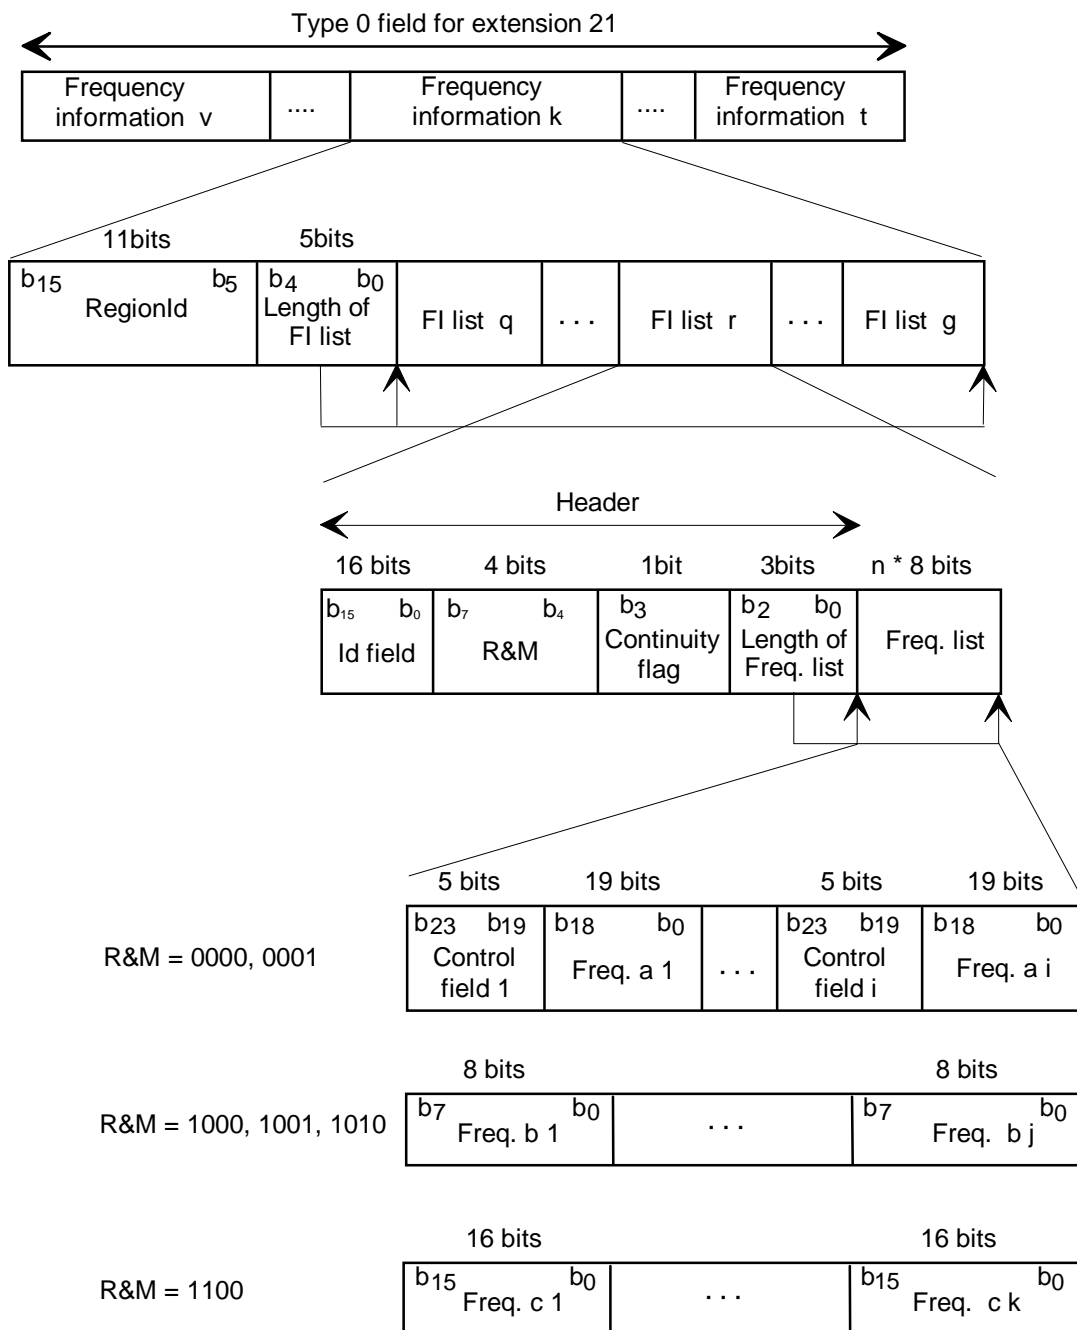 Type 0 field for extension 21
Frequency information v
....
Frequency information k
....
Frequency information t
11bits
5bits
b15 b5
RegionId
b4 b0
Length of FI list
FI list q
. . .
FI list r
. . .
FI list g
Header
16 bits
4 bits
1bit
3bits
n * 8 bits
b15 b0
Id field
b7 b4
R&M
b3
Continuity flag
b2 b0
Length of Freq. list
Freq. list
5 bits
19 bits
5 bits
19 bits
R&M = 0000, 0001
b23 b19
Control field 1
b18 b0
Freq. a 1
. . .
b23 b19
Control field i
b18 b0
Freq. a i
8 bits
8 bits
R&M = 1000, 1001, 1010
b7 b0
Freq. b 1
. . .
b7 b0
Freq. b j
16 bits
16 bits
R&M = 1100
b15 b0
Freq. c 1
. . .
b15 b0
Freq. c k